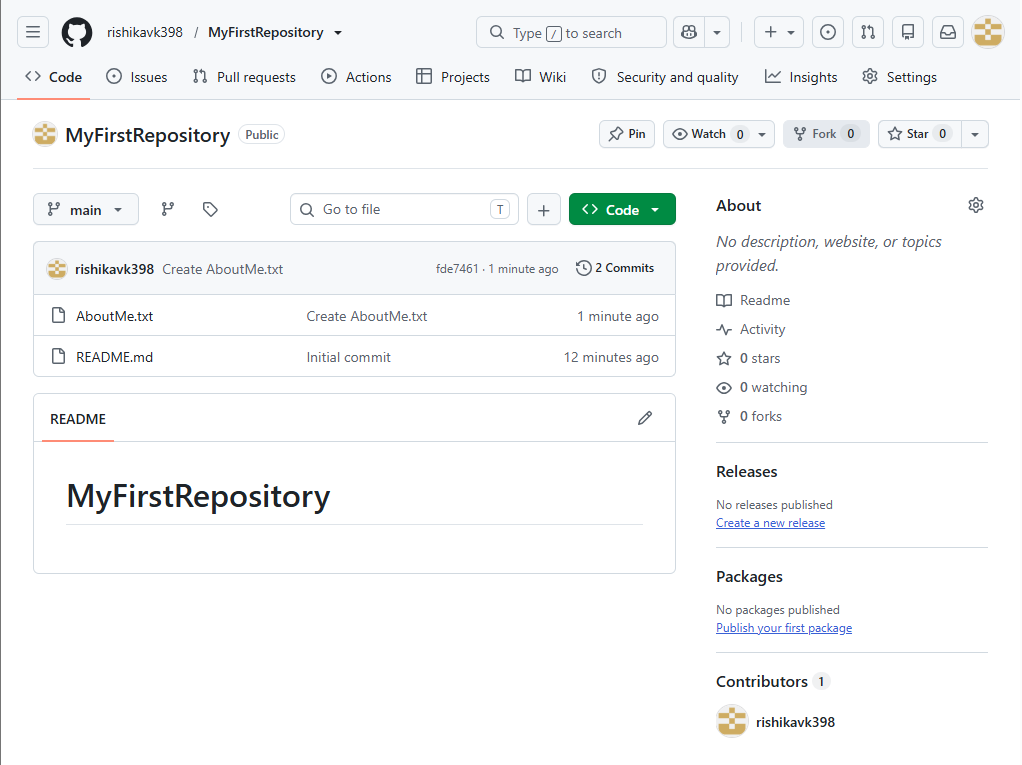 rishikavk398 / MyFirstRepository
Type / to search
Code Issues Pull requests Actions Projects Wiki Security and quality Insights Settings
MyFirstRepository Public
Pin Watch 0 Fork 0 Star 0
main Go to file T Code
rishikavk398 Create AboutMe.txt fde7461 · 1 minute ago 2 Commits
AboutMe.txt Create AboutMe.txt 1 minute ago
README.md Initial commit 12 minutes ago
README
MyFirstRepository
About
No description, website, or topics
provided.
Readme
Activity
0 stars
0 watching
0 forks
Releases
No releases published
Create a new release
Packages
No packages published
Publish your first package
Contributors 1
rishikavk398